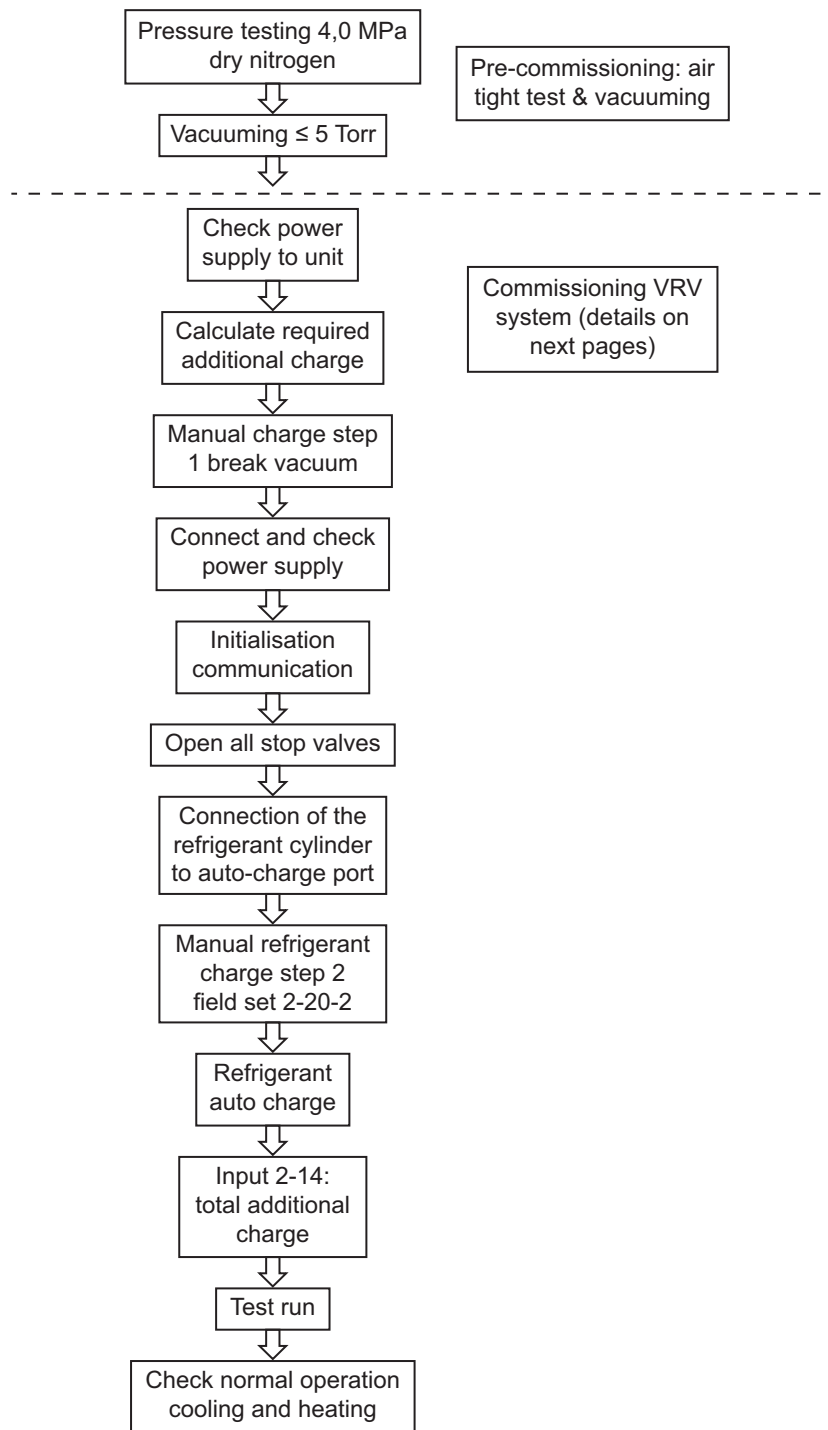 Pressure testing 4,0 MPa
dry nitrogen
Pre-commissioning: air
tight test & vacuuming
Vacuuming ≤ 5 Torr
Check power
supply to unit
Commissioning VRV
system (details on
next pages)
Calculate required
additional charge
Manual charge step
1 break vacuum
Connect and check
power supply
Initialisation
communication
Open all stop valves
Connection of the
refrigerant cylinder
to auto-charge port
Manual refrigerant
charge step 2
field set 2-20-2
Refrigerant
auto charge
Input 2-14:
total additional
charge
Test run
Check normal operation
cooling and heating